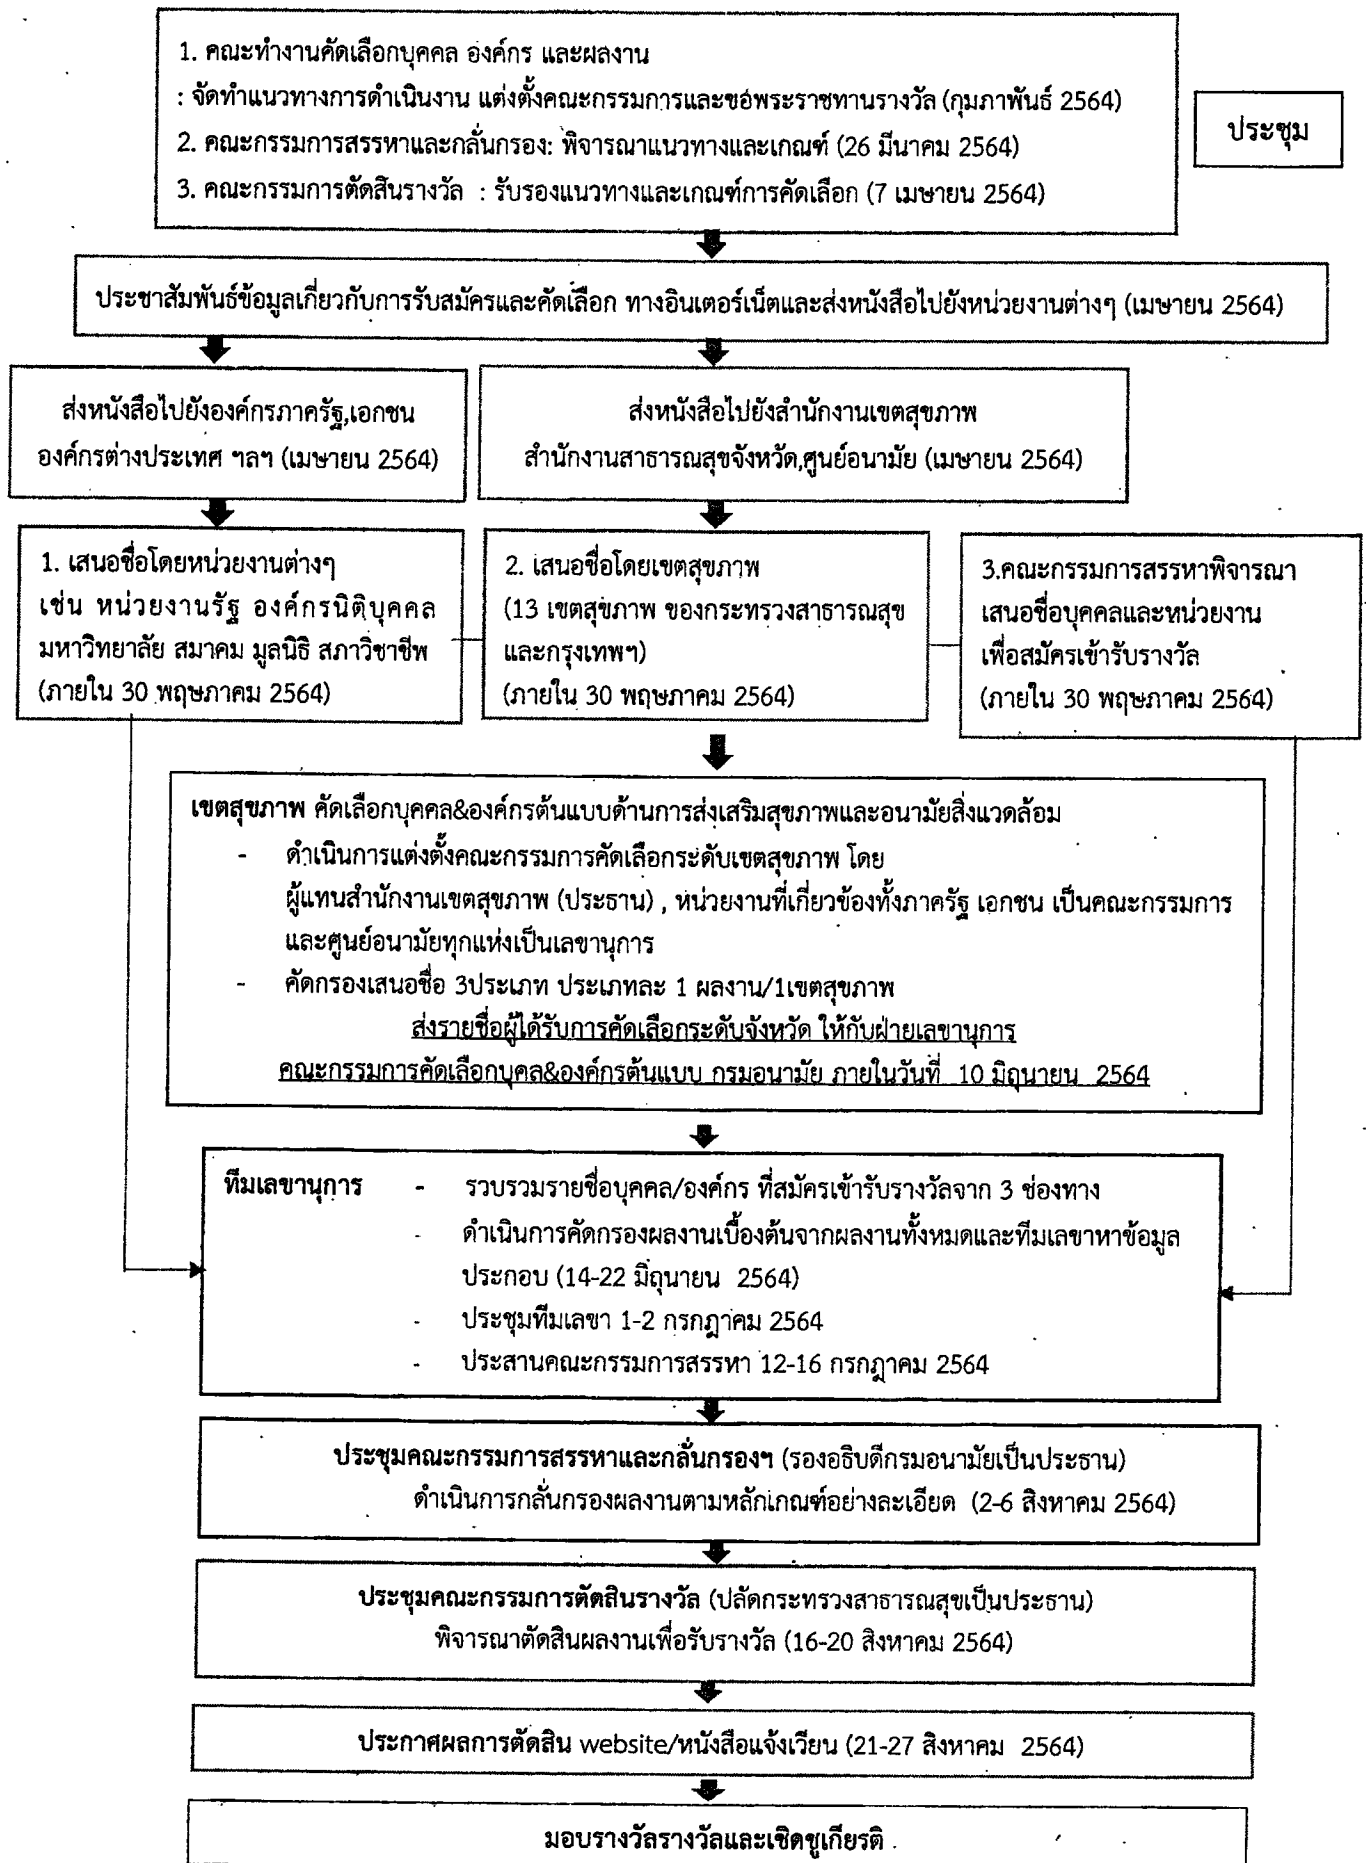 1. คณะทำงานคัดเลือกบุคคล องค์กร และผลงาน
: จัดทำแนวทางการดำเนินงาน แต่งตั้งคณะกรรมการและขอพระราชทานรางวัล (กุมภาพันธ์ 2564)
2. คณะกรรมการสรรหาและกลั่นกรอง: พิจารณาแนวทางและเกณฑ์ (26 มีนาคม 2564)
3. คณะกรรมการตัดสินรางวัล : รับรองแนวทางและเกณฑ์การคัดเลือก (7 เมษายน 2564)
ประชุม
ประชาสัมพันธ์ข้อมูลเกี่ยวกับการรับสมัครและคัดเลือก ทางอินเตอร์เน็ตและส่งหนังสือไปยังหน่วยงานต่างๆ (เมษายน 2564)
ส่งหนังสือไปยังองค์กรภาครัฐ,เอกชน
องค์กรต่างประเทศ ฯลฯ (เมษายน 2564)
ส่งหนังสือไปยังสำนักงานเขตสุขภาพ
สำนักงานสาธารณสุขจังหวัด,ศูนย์อนามัย (เมษายน 2564)
1. เสนอชื่อโดยหน่วยงานต่างๆ
เช่น หน่วยงานรัฐ องค์กรนิติบุคคล
มหาวิทยาลัย สมาคม มูลนิธิ สภาวิชาชีพ
(ภายใน 30 พฤษภาคม 2564)
2. เสนอชื่อโดยเขตสุขภาพ
(13 เขตสุขภาพ ของกระทรวงสาธารณสุข
และกรุงเทพฯ)
(ภายใน 30 พฤษภาคม 2564)
3.คณะกรรมการสรรหาพิจารณา
เสนอชื่อบุคคลและหน่วยงาน
เพื่อสมัครเข้ารับรางวัล
(ภายใน 30 พฤษภาคม 2564)
เขตสุขภาพ คัดเลือกบุคคล&องค์กรต้นแบบด้านการส่งเสริมสุขภาพและอนามัยสิ่งแวดล้อม
- ดำเนินการแต่งตั้งคณะกรรมการคัดเลือกระดับเขตสุขภาพ โดย
ผู้แทนสำนักงานเขตสุขภาพ (ประธาน) , หน่วยงานที่เกี่ยวข้องทั้งภาครัฐ เอกชน เป็นคณะกรรมการ
และศูนย์อนามัยทุกแห่งเป็นเลขานุการ
- คัดกรองเสนอชื่อ 3ประเภท ประเภทละ 1 ผลงาน/1เขตสุขภาพ
ส่งรายชื่อผู้ได้รับการคัดเลือกระดับจังหวัด ให้กับฝ่ายเลขานุการ
คณะกรรมการคัดเลือกบุคล&องค์กรต้นแบบ กรมอนามัย ภายในวันที่ 10 มิถุนายน 2564
ทีมเลขานุการ - รวบรวมรายชื่อบุคคล/องค์กร ที่สมัครเข้ารับรางวัลจาก 3 ช่องทาง
- ดำเนินการคัดกรองผลงานเบื้องต้นจากผลงานทั้งหมดและทีมเลขาหาข้อมูล
ประกอบ (14-22 มิถุนายน 2564)
- ประชุมทีมเลขา 1-2 กรกฎาคม 2564
- ประสานคณะกรรมการสรรหา 12-16 กรกฎาคม 2564
ประชุมคณะกรรมการสรรหาและกลั่นกรองฯ (รองอธิบดีกรมอนามัยเป็นประธาน)
ดำเนินการกลั่นกรองผลงานตามหลักเกณฑ์อย่างละเอียด (2-6 สิงหาคม 2564)
ประชุมคณะกรรมการตัดสินรางวัล (ปลัดกระทรวงสาธารณสุขเป็นประธาน)
พิจารณาตัดสินผลงานเพื่อรับรางวัล (16-20 สิงหาคม 2564)
ประกาศผลการตัดสิน website/หนังสือแจ้งเวียน (21-27 สิงหาคม 2564)
มอบรางวัลรางวัลและเชิดชูเกียรติ